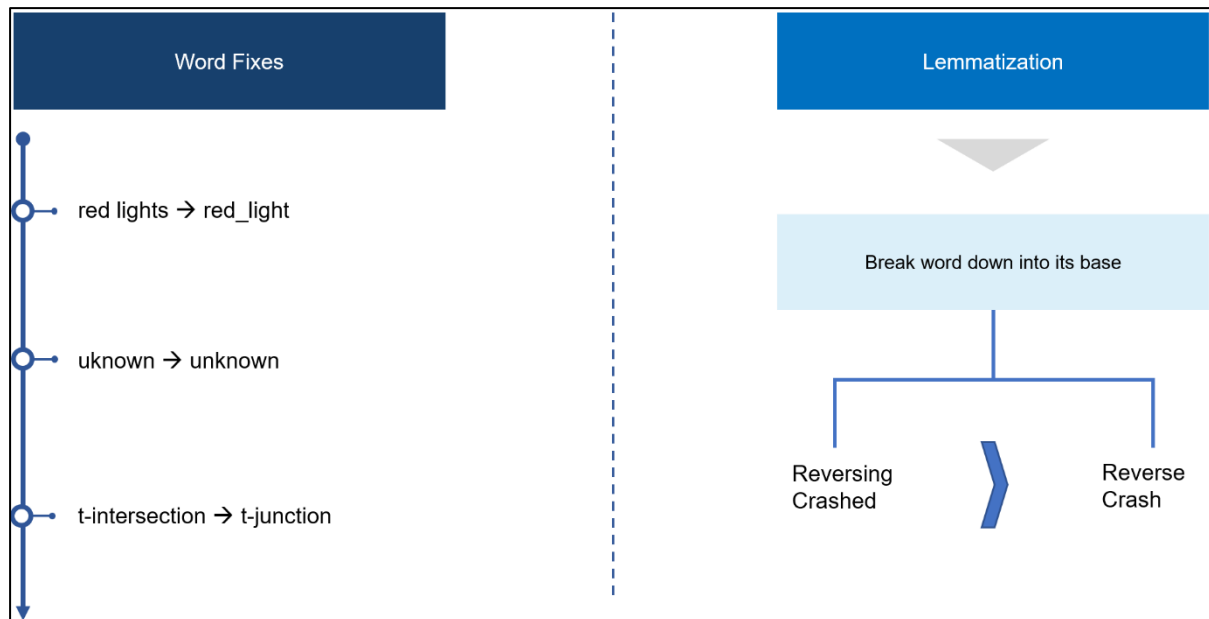 Word Fixes
red lights → red_light
uknown → unknown
t-intersection → t-junction
Lemmatization
Break word down into its base
Reversing
Crashed
Reverse
Crash